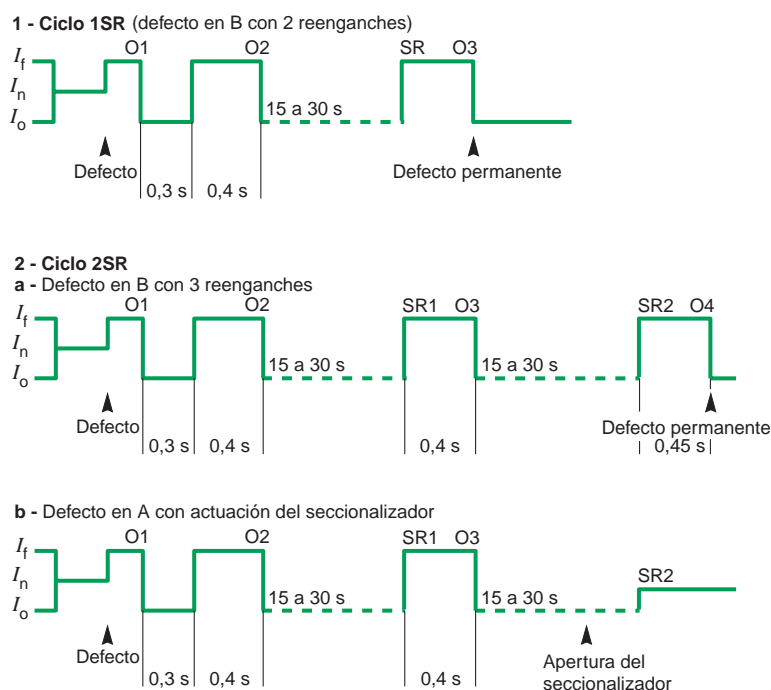 1 - Ciclo 1SR (defecto en B con 2 reenganches)
O1 O2 SR O3
If
In
Io
15 a 30 s
Defecto Defecto permanente
0,3 s 0,4 s
2 - Ciclo 2SR
a - Defecto en B con 3 reenganches
O1 O2 SR1 O3 SR2 O4
If
In
Io
15 a 30 s 15 a 30 s
Defecto Defecto permanente
0,3 s 0,4 s 0,4 s 0,45 s
b - Defecto en A con actuación del seccionalizador
O1 O2 SR1 O3
If
In SR2
Io
15 a 30 s 15 a 30 s
Defecto Apertura del
0,3 s 0,4 s 0,4 s seccionalizador